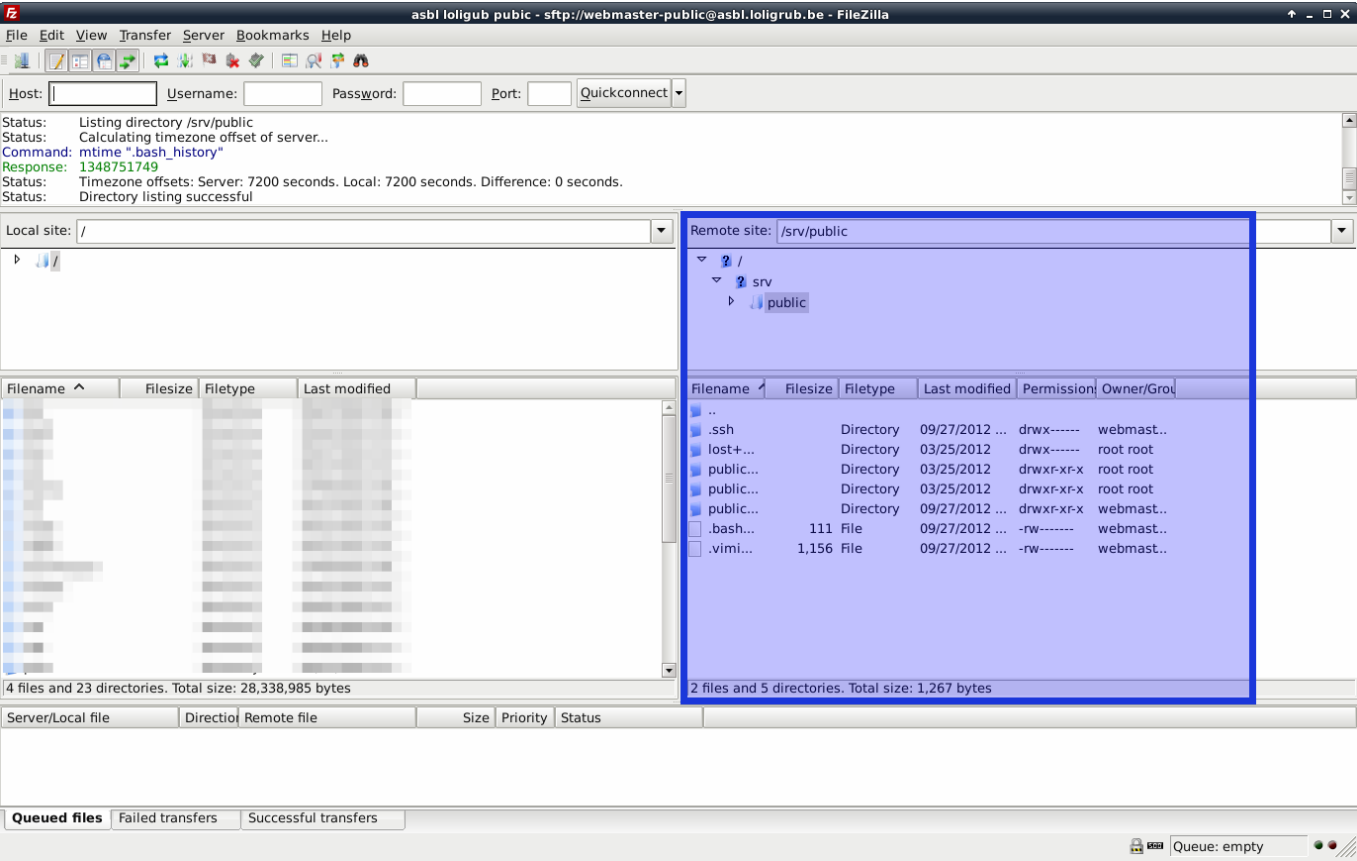 asbl loligub pubic - sftp://webmaster-public@asbl.loligrub.be - FileZilla
File Edit View Transfer Server Bookmarks Help
Host: Username: Password: Port: Quickconnect
Status: Listing directory /srv/public
Status: Calculating timezone offset of server...
Command: mtime ".bash_history"
Response: 1348751749
Status: Timezone offsets: Server: 7200 seconds. Local: 7200 seconds. Difference: 0 seconds.
Status: Directory listing successful
Local site: /
/
Filename Filesize Filetype Last modified
4 files and 23 directories. Total size: 28,338,985 bytes
Remote site: /srv/public
? /
? srv
public
Filename Filesize Filetype Last modified Permission Owner/Grou
..
.ssh Directory 09/27/2012 ... drwx------ webmast...
lost+... Directory 03/25/2012 drwx------ root root
public... Directory 03/25/2012 drwxr-xr-x root root
public... Directory 03/25/2012 drwxr-xr-x root root
public... Directory 09/27/2012 ... drwxr-xr-x webmast...
.bash... 111 File 09/27/2012 ... -rw------- webmast...
.vimi... 1,156 File 09/27/2012 ... -rw------- webmast...
2 files and 5 directories. Total size: 1,267 bytes
Server/Local file Direction Remote file Size Priority Status
Queued files Failed transfers Successful transfers
Queue: empty